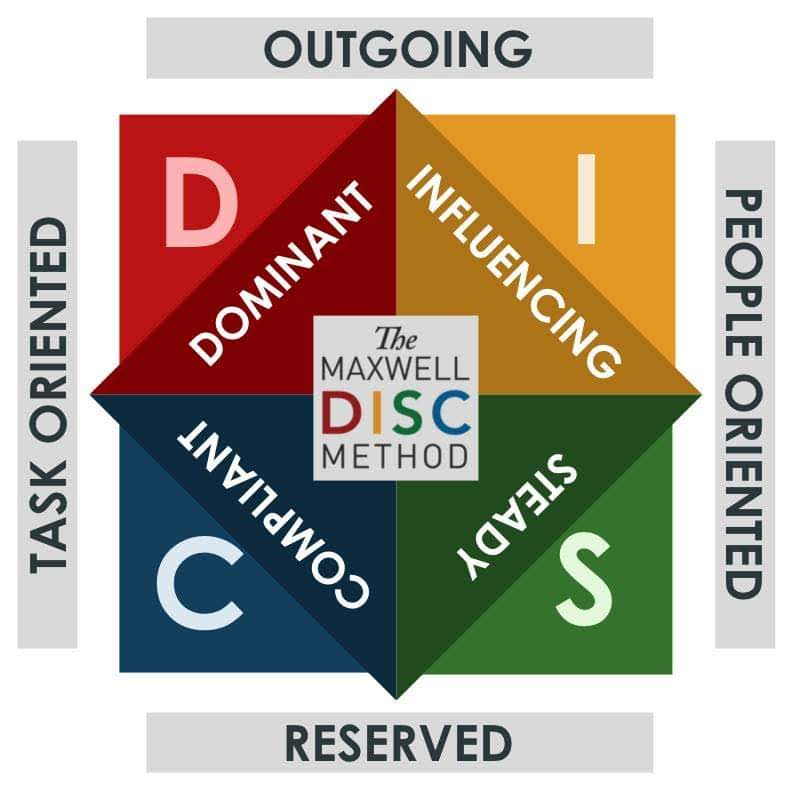 OUTGOING
D
I
DOMINANT
INFLUENCING
TASK ORIENTED
PEOPLE ORIENTED
The
MAXWELL
DISC
METHOD
COMPLIANT
STEADY
C
S
RESERVED